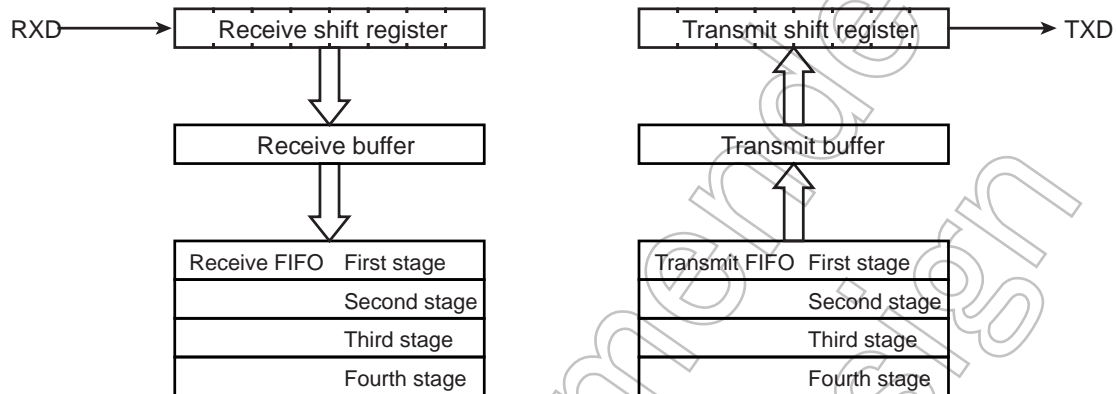 RXD
Receive shift register
Receive buffer
Receive FIFO First stage
Second stage
Third stage
Fourth stage
Transmit shift register
TXD
Transmit buffer
Transmit FIFO First stage
Second stage
Third stage
Fourth stage